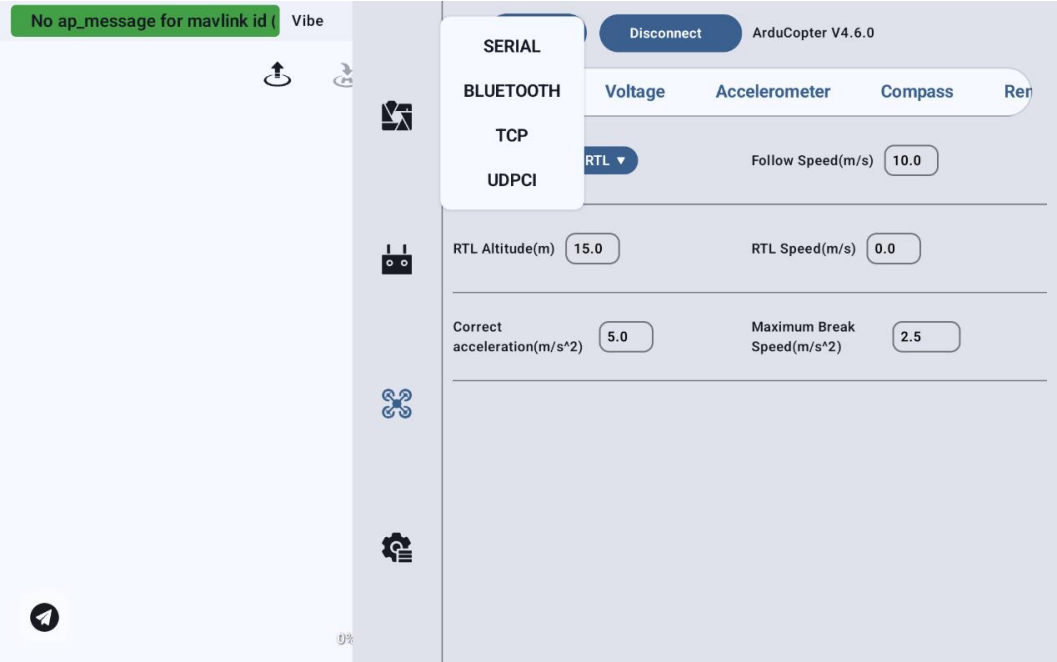 No ap_message for mavlink id (
Vibe
SERIAL
BLUETOOTH
TCP
UDPCI
Disconnect
ArduCopter V4.6.0
Voltage
Accelerometer
Compass
RTL ▼
Follow Speed(m/s)
10.0
RTL Altitude(m)
15.0
RTL Speed(m/s)
0.0
Correct
acceleration(m/s^2)
5.0
Maximum Break
Speed(m/s^2)
2.5
0%